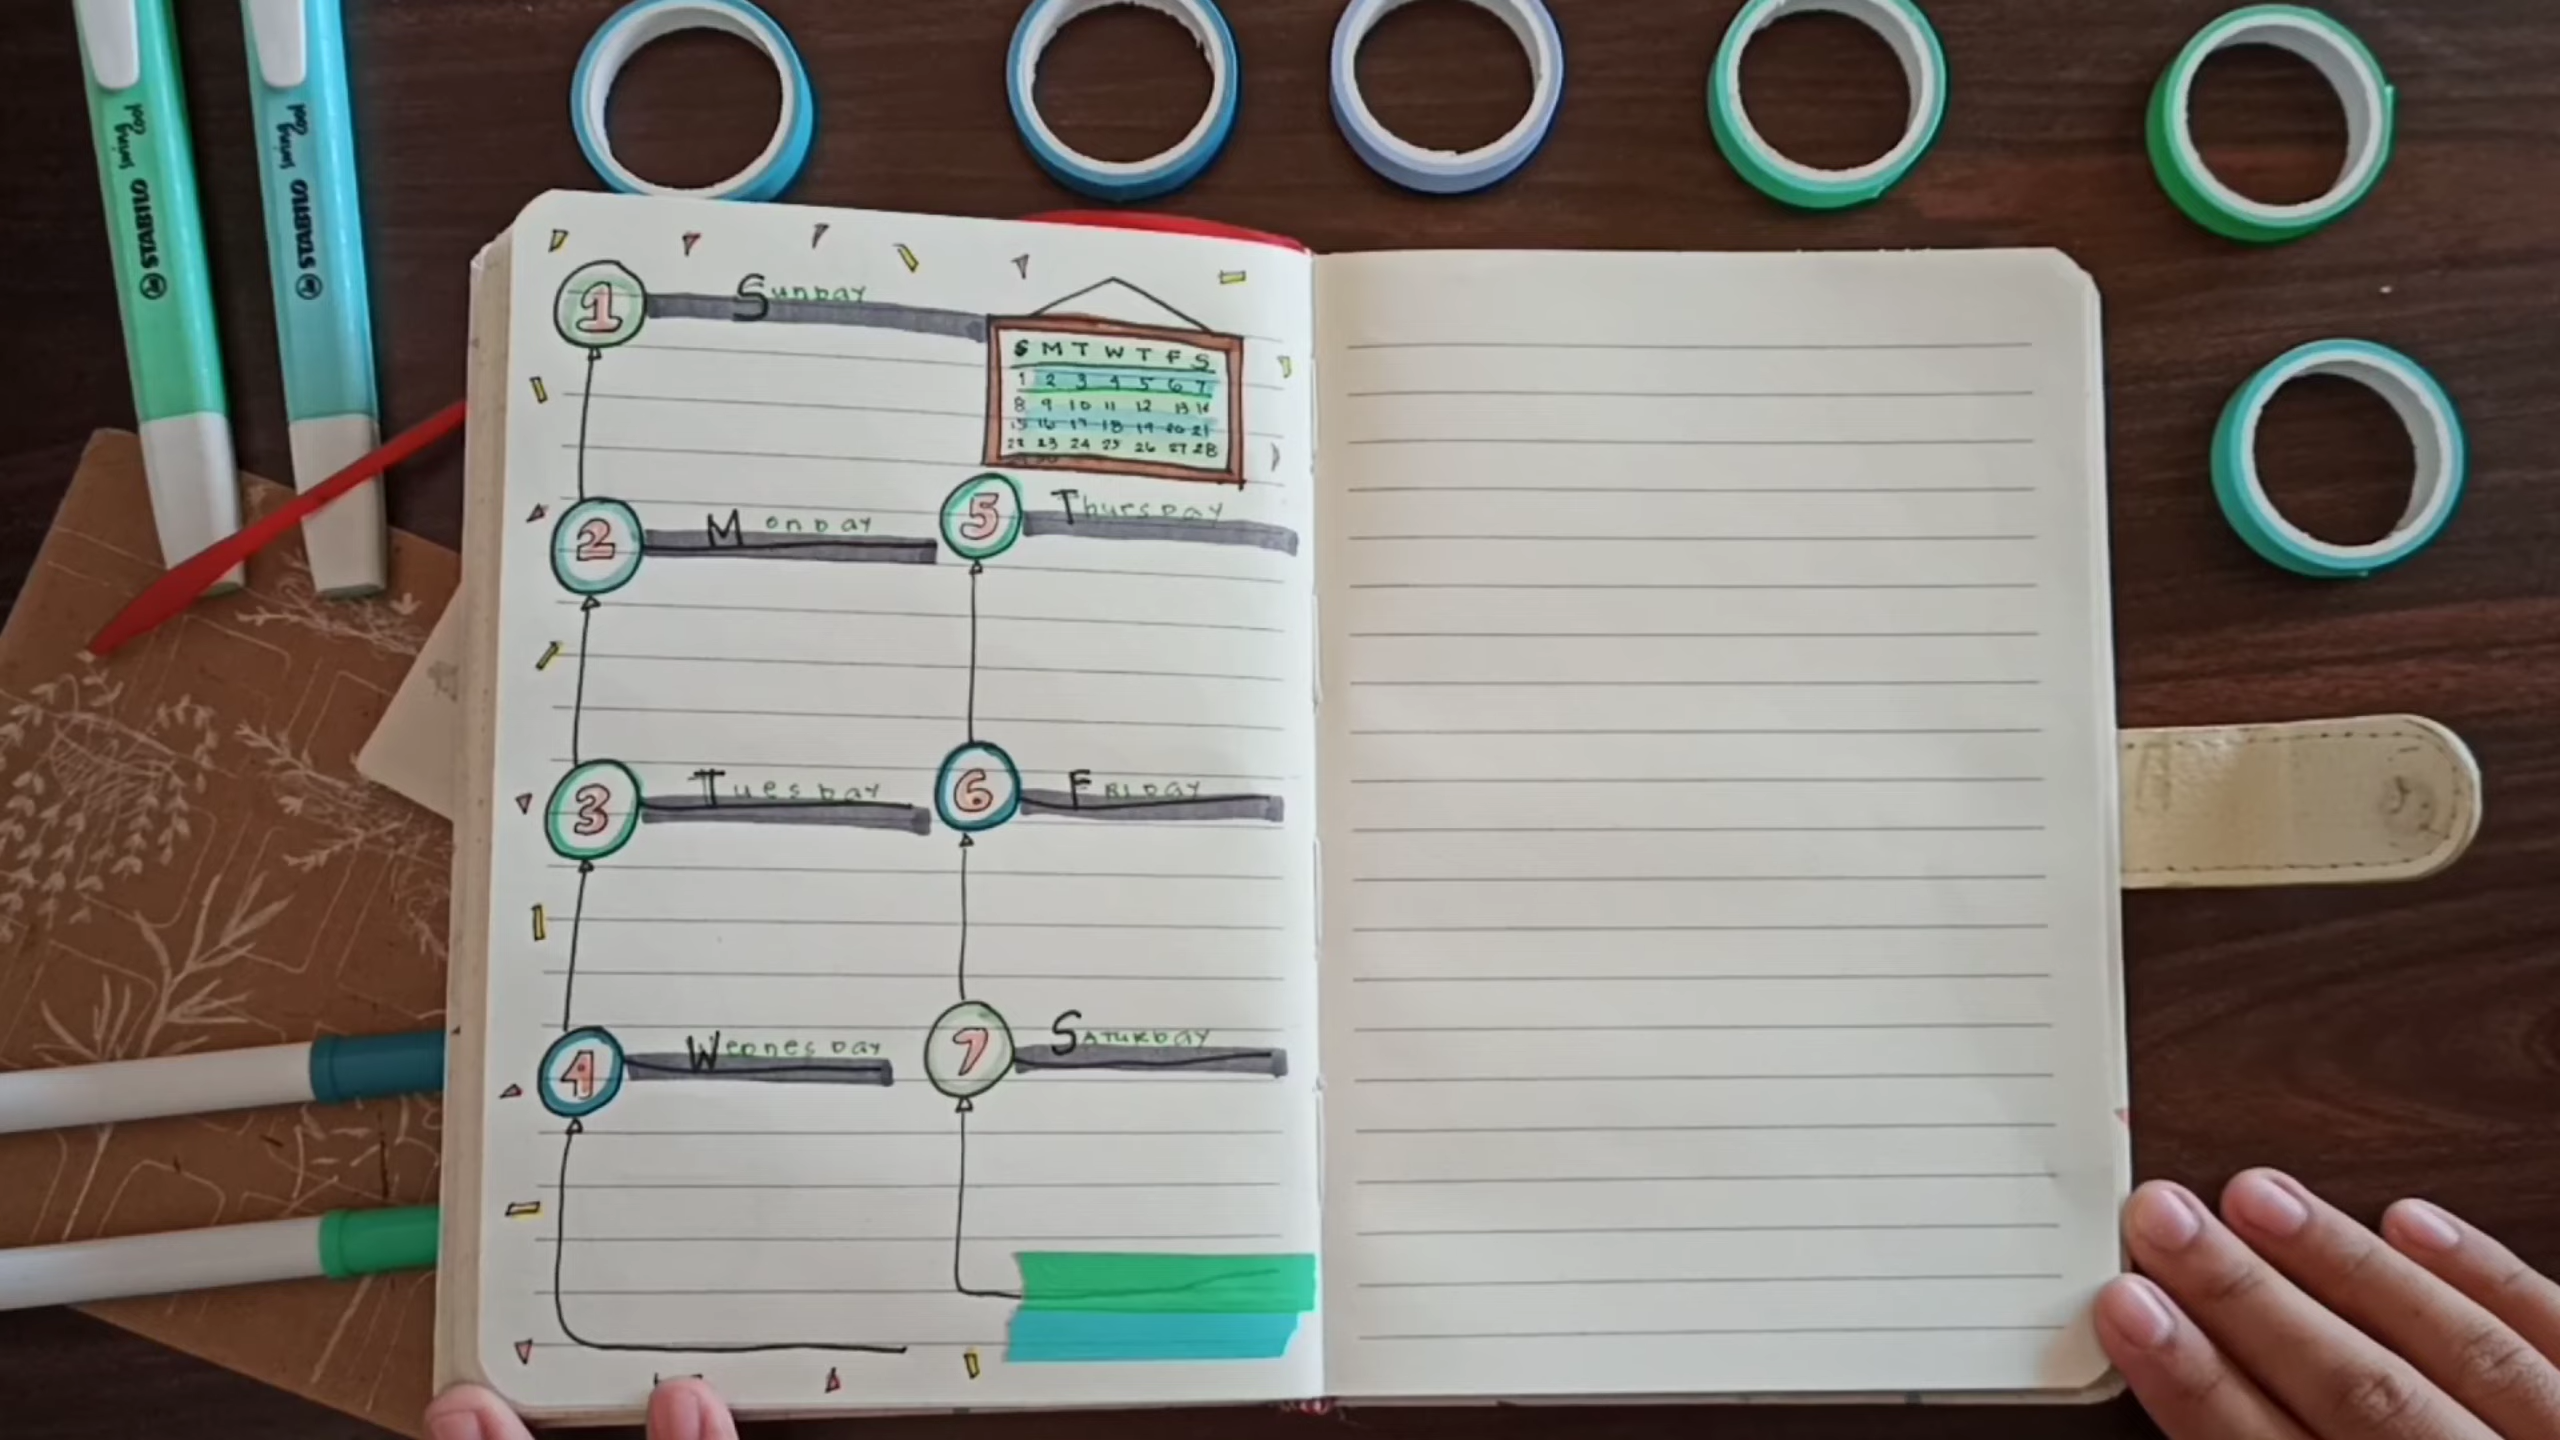 STABILO swing cool
STABILO swing cool
1 Sunday
S M T W T F S
1 2 3 4 5 6 7
8 9 10 11 12 13 14
15 16 17 18 19 20 21
22 23 24 25 26 27 28
2 Monday
5 Thursday
3 Tuesday
6 Friday
4 Wednesday
7 Saturday